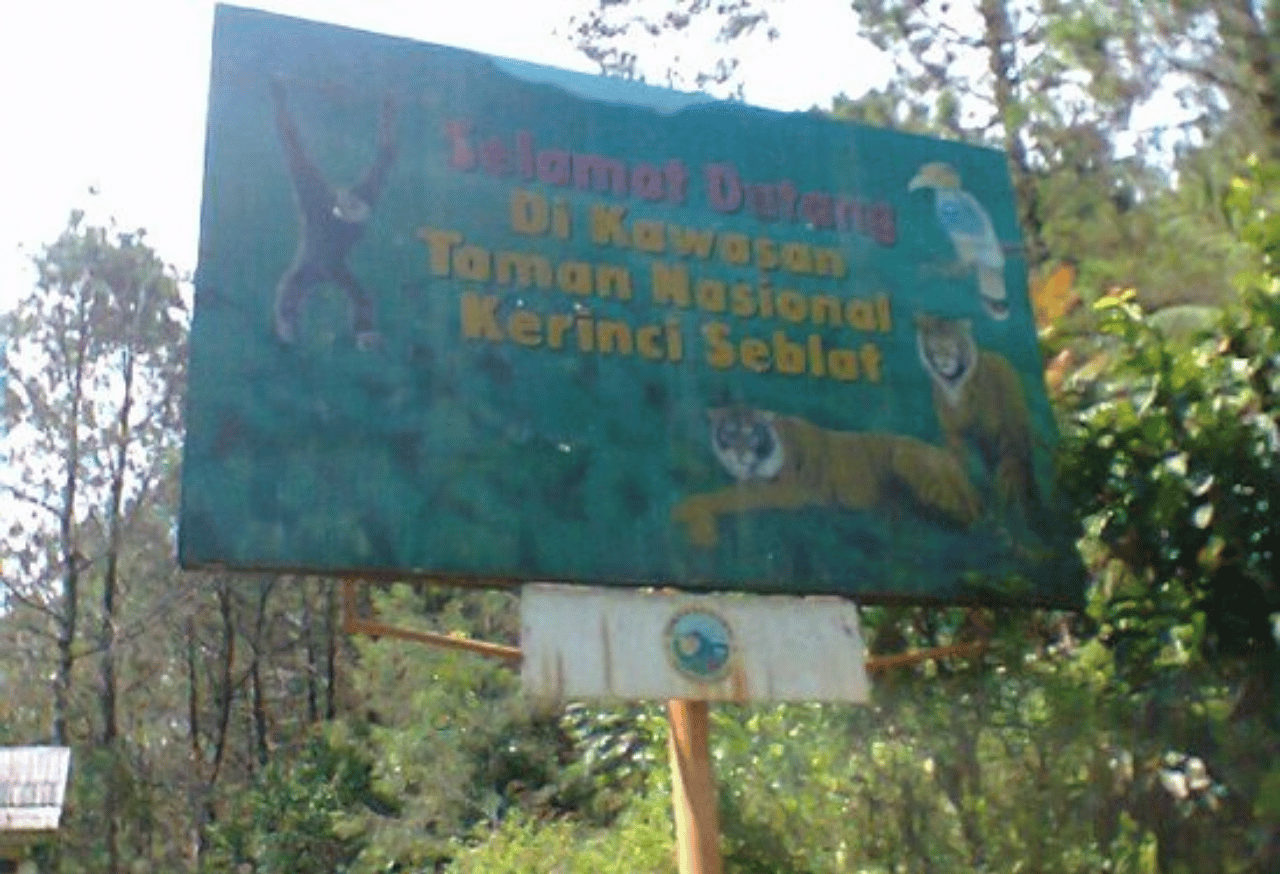 Selamat Datang
Di Kawasan
Taman Nasional
Kerinci Seblat